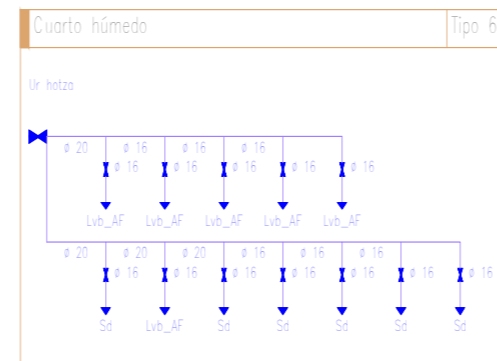 Cuarto húmedo Tipo 6
Ur hotza
ø 20 ø 16 ø 16 ø 16
ø 16 ø 16 ø 16 ø 16 ø 16
Lvb_AF Lvb_AF Lvb_AF Lvb_AF Lvb_AF
ø 20 ø 20 ø 20 ø 16 ø 16 ø 16
ø 16 ø 16 ø 16 ø 16 ø 16 ø 16 ø 16
Sd Lvb_AF Sd Sd Sd Sd Sd